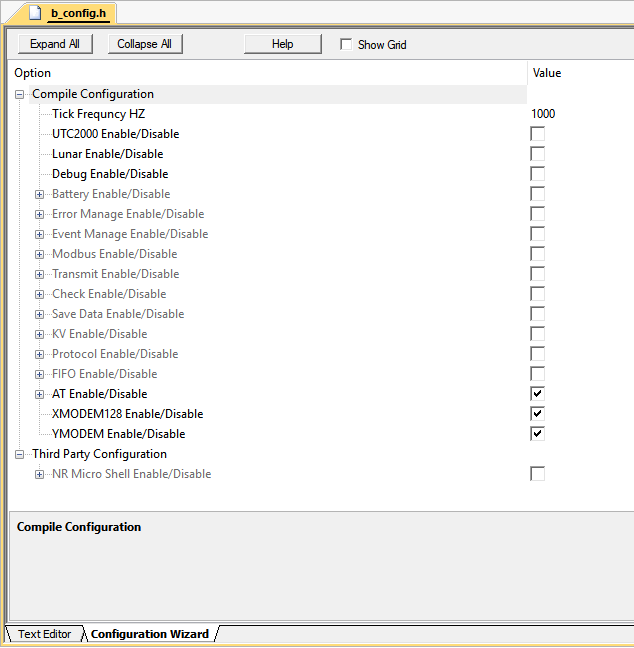 b_config.h
Expand All Collapse All Help Show Grid
Option Value
Compile Configuration
Tick Frequncy HZ 1000
UTC2000 Enable/Disable
Lunar Enable/Disable
Debug Enable/Disable
Battery Enable/Disable
Error Manage Enable/Disable
Event Manage Enable/Disable
Modbus Enable/Disable
Transmit Enable/Disable
Check Enable/Disable
Save Data Enable/Disable
KV Enable/Disable
Protocol Enable/Disable
FIFO Enable/Disable
AT Enable/Disable
XMODEM128 Enable/Disable
YMODEM Enable/Disable
Third Party Configuration
NR Micro Shell Enable/Disable
Compile Configuration
Text Editor Configuration Wizard